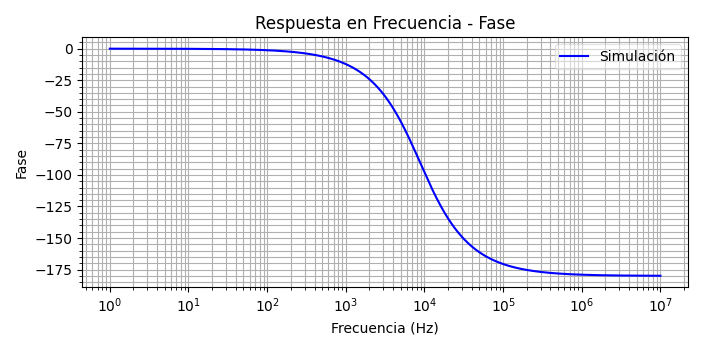 Respuesta en Frecuencia - Fase
Simulación
Fase
0
−25
−50
−75
−100
−125
−150
−175
10⁰ 10¹ 10² 10³ 10⁴ 10⁵ 10⁶ 10⁷
Frecuencia (Hz)